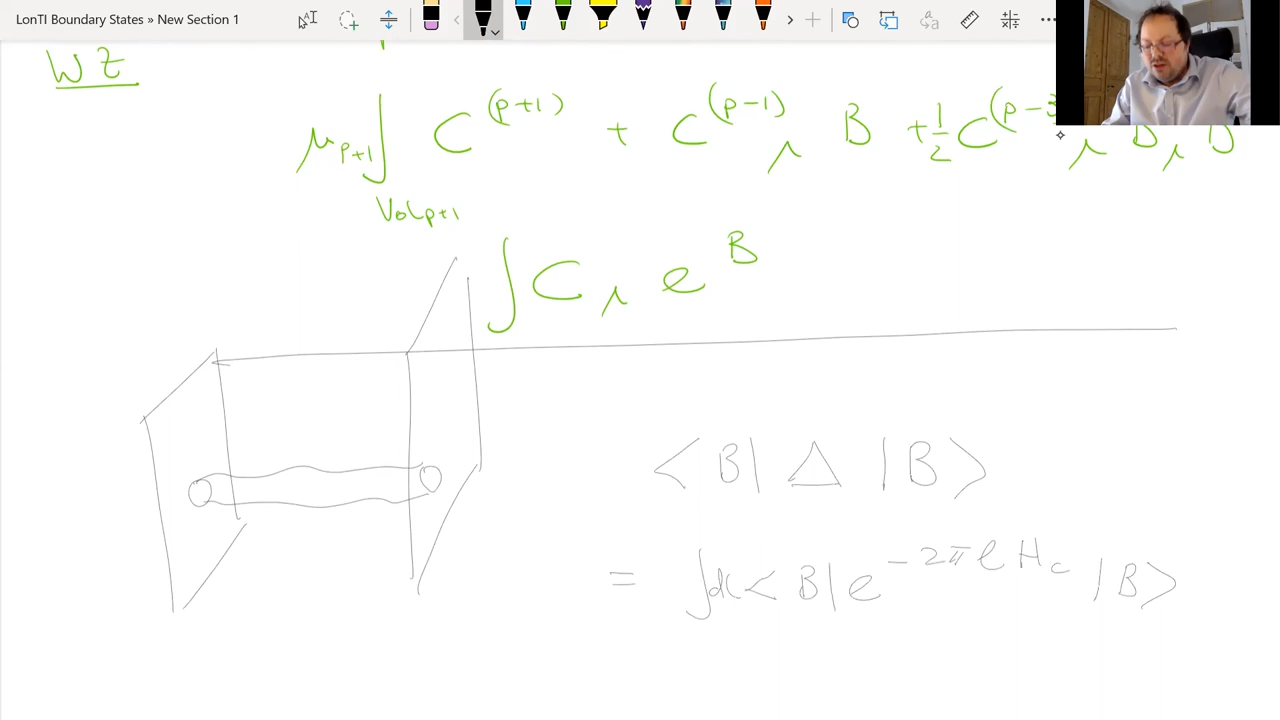 LonTI Boundary States » New Section 1
WZ
μ_{p+1} ∫ C^{(p+1)} + C^{(p-1)} ∧ B + 1/2 C^{(p-3} ∧ B ∧ B
Vol_{p+1}
∫ C ∧ e^B
<B| Δ |B>
= ∫dl <B| e^{-2πl H_c} |B>